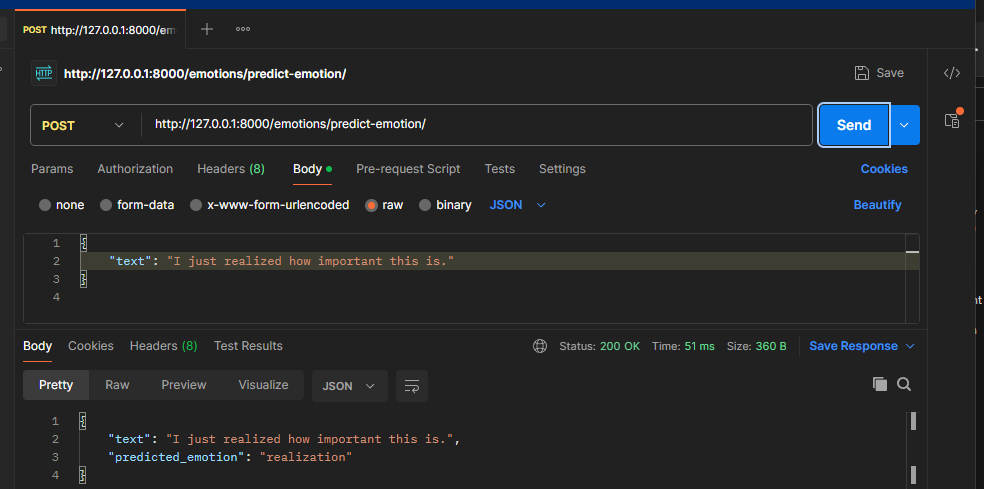 POST http://127.0.0.1:8000/em
HTTP http://127.0.0.1:8000/emotions/predict-emotion/ Save
POST http://127.0.0.1:8000/emotions/predict-emotion/ Send
Params Authorization Headers (8) Body Pre-request Script Tests Settings Cookies
none form-data x-www-form-urlencoded raw binary JSON Beautify
1 {
2 "text": "I just realized how important this is."
3 }
4
Body Cookies Headers (8) Test Results Status: 200 OK Time: 51 ms Size: 360 B Save Response
Pretty Raw Preview Visualize JSON
1 {
2 "text": "I just realized how important this is.",
3 "predicted_emotion": "realization"
4 }